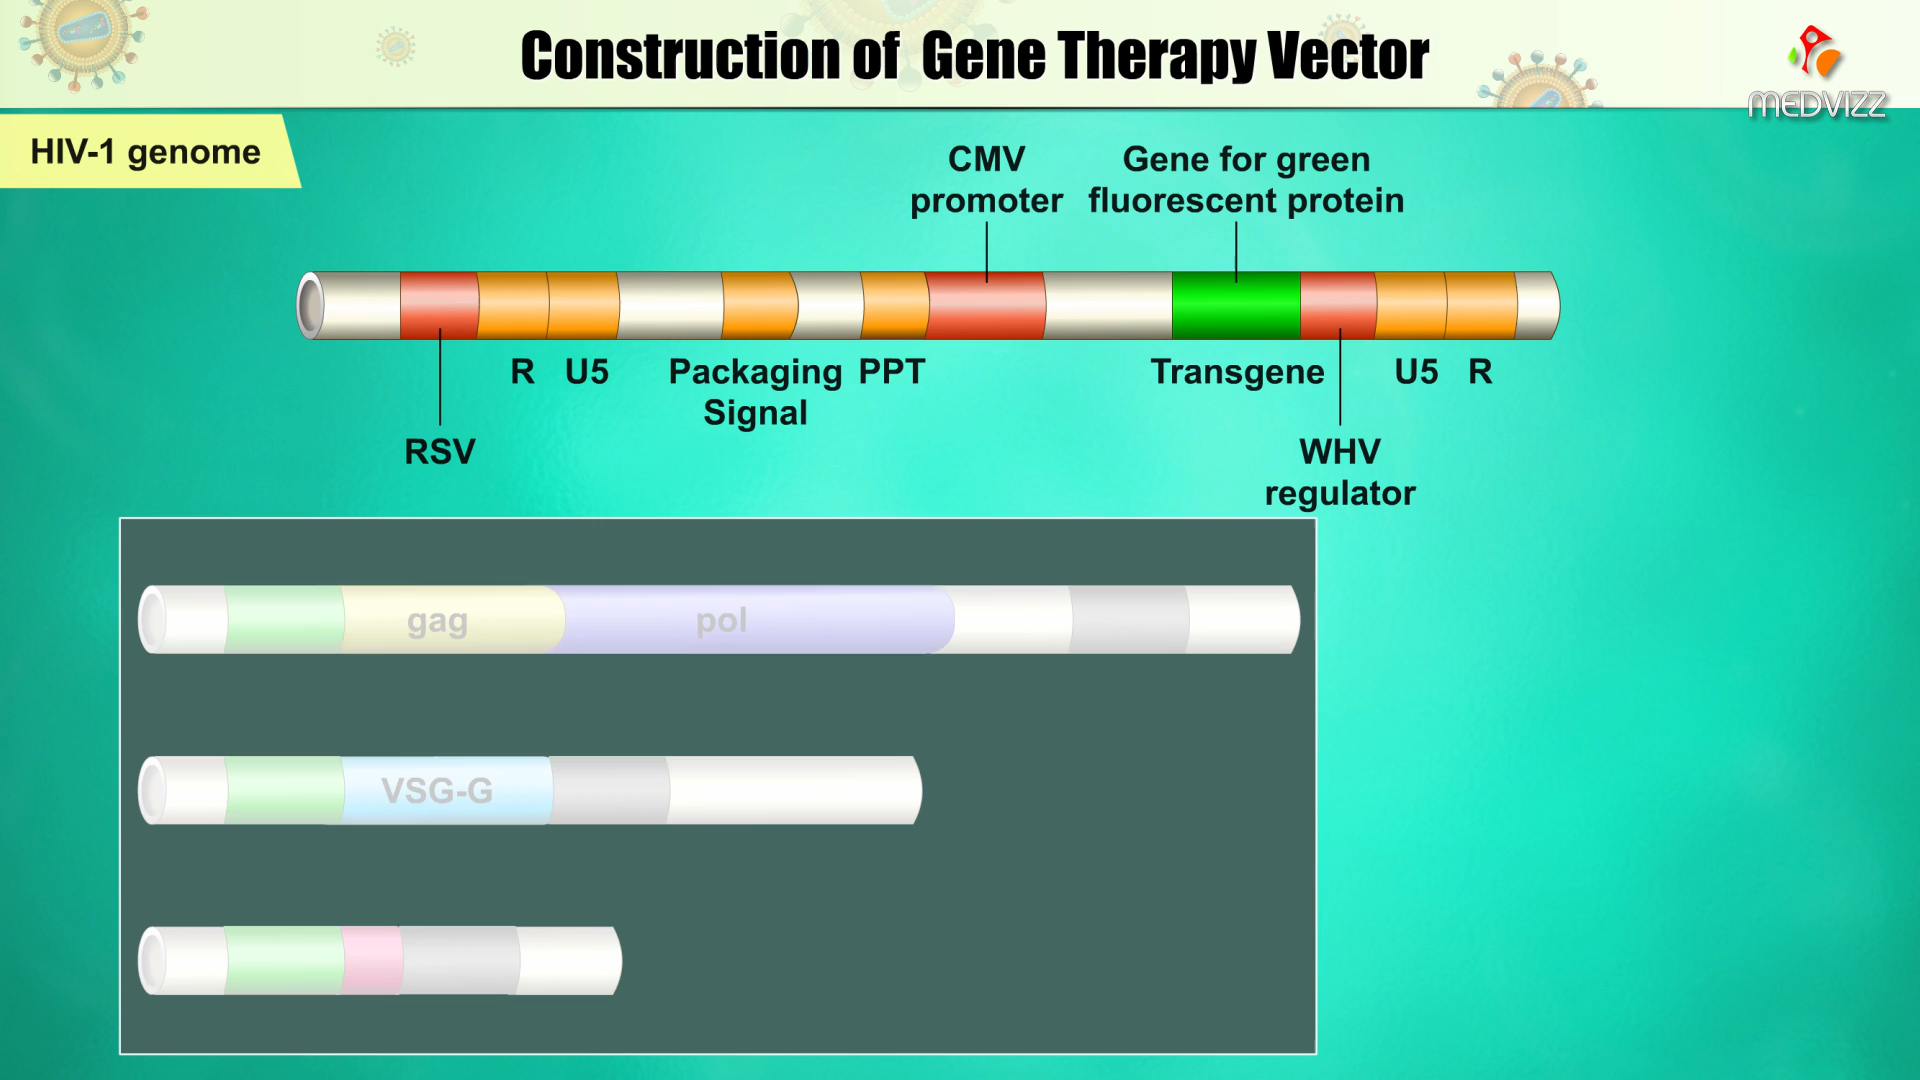 Construction of Gene Therapy Vector
MEDVIZZ
HIV-1 genome
CMV
promoter
Gene for green
fluorescent protein
R
U5
Packaging
Signal
PPT
Transgene
U5
R
RSV
WHV
regulator
gag
pol
VSG-G